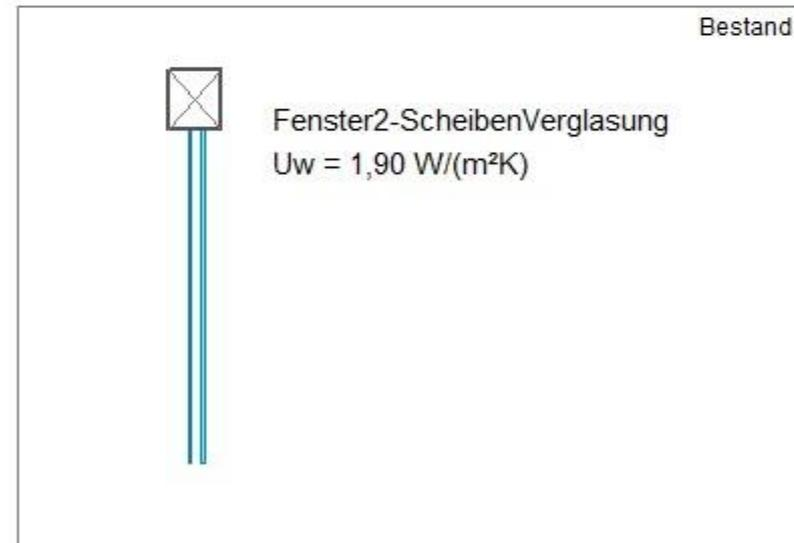 Bestand
Fenster2-ScheibenVerglasung
Uw = 1,90 W/(m²K)